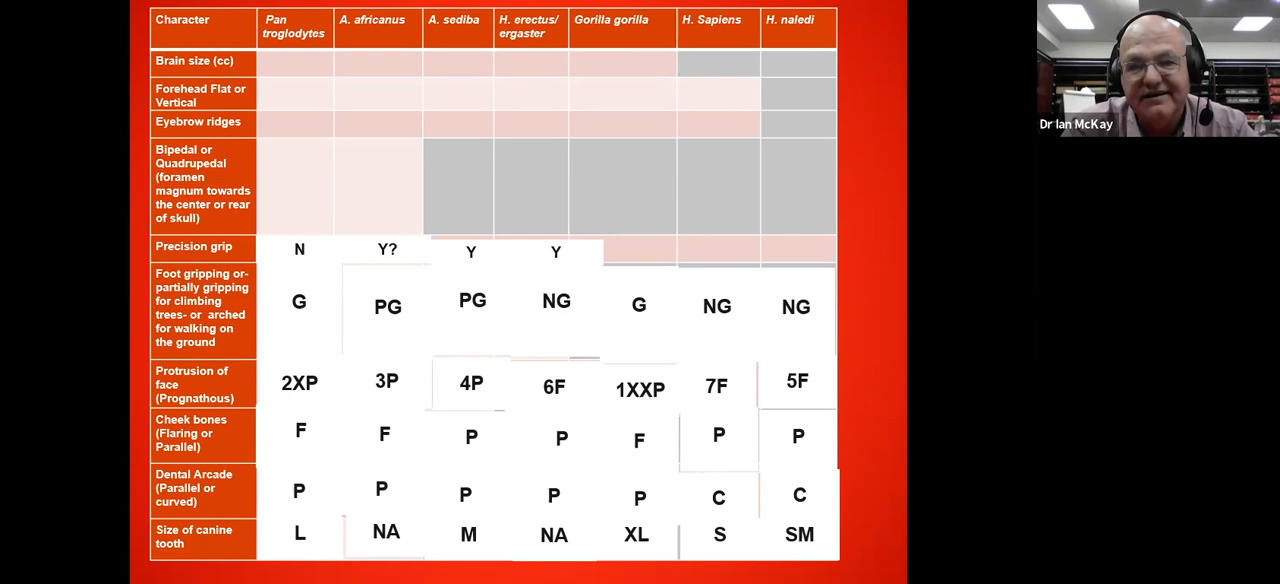 Character Pan troglodytes A. africanus A. sediba H. erectus/ ergaster Gorilla gorilla H. Sapiens H. naledi
Brain size (cc)
Forehead Flat or
Vertical
Eyebrow ridges
Bipedal or
Quadrupedal
(foramen
magnum towards
the center or rear
of skull)
Precision grip N Y? Y Y
Foot gripping or-
partially gripping
for climbing
trees- or arched
for walking on
the ground
G PG PG NG G NG NG
Protrusion of
face
(Prognathous)
2XP 3P 4P 6F 1XXP 7F 5F
Cheek bones
(Flaring or
Parallel)
F F P P F P P
Dental Arcade
(Parallel or
curved)
P P P P P C C
Size of canine
tooth
L NA M NA XL S SM
Dr Ian McKay